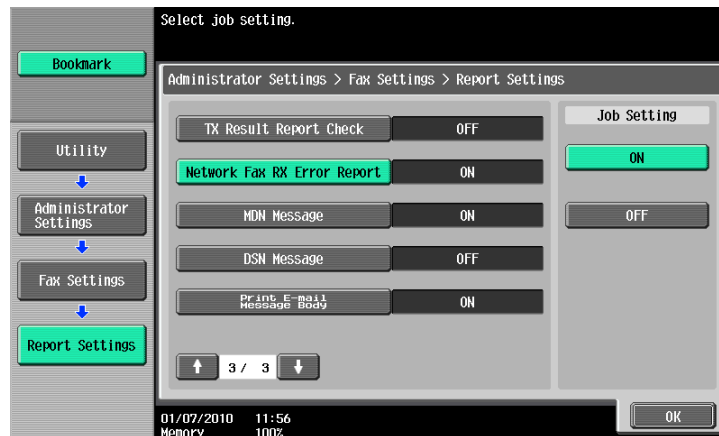 Select job setting.
Bookmark
Administrator Settings > Fax Settings > Report Settings
Utility
Administrator
Settings
Fax Settings
Report Settings
TX Result Report Check OFF
Network Fax RX Error Report ON
MDN Message ON
DSN Message OFF
Print E-mail
Message Body ON
3 / 3
Job Setting
ON
OFF
01/07/2010 11:56
Memory 100%
OK